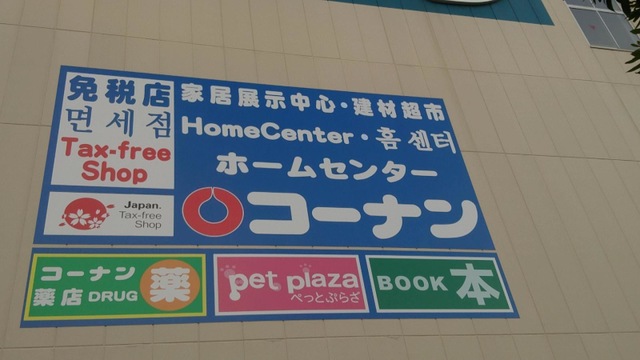 免税店
면세점
Tax-free
Shop
Japan.
Tax-free
Shop
家居展示中心・建材超市
HomeCenter・홈센터
ホームセンター
コーナン
コーナン
薬店 DRUG
薬
pet plaza
ぺっとぷらざ
BOOK 本